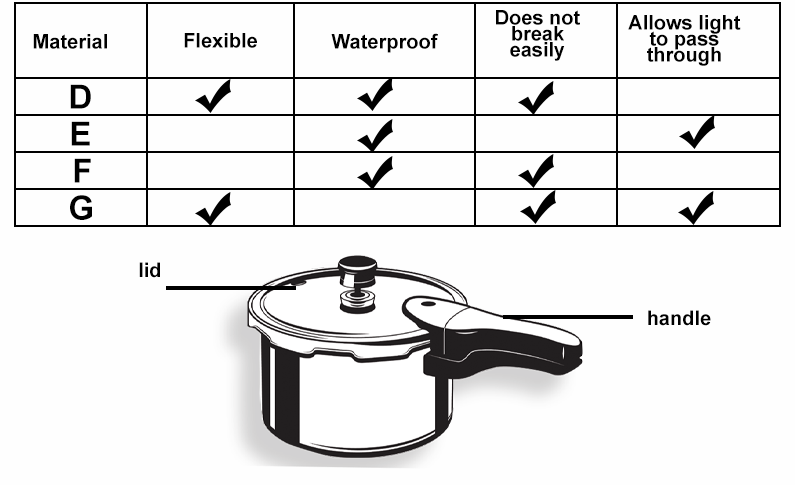 Material
Flexible
Waterproof
Does not
break
easily
Allows light
to pass
through
D
E
F
G
lid
handle